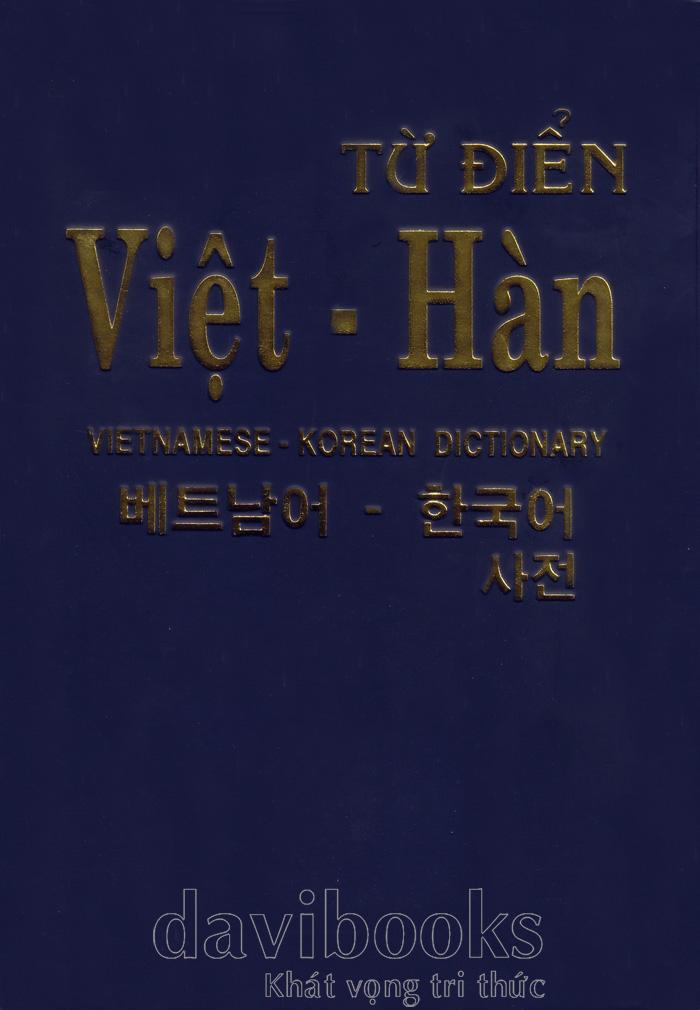 TỪ ĐIỂN
Việt - Hàn
VIETNAMESE - KOREAN DICTIONARY
베트남어 - 한국어
사전
davibooks
Khát vọng tri thức